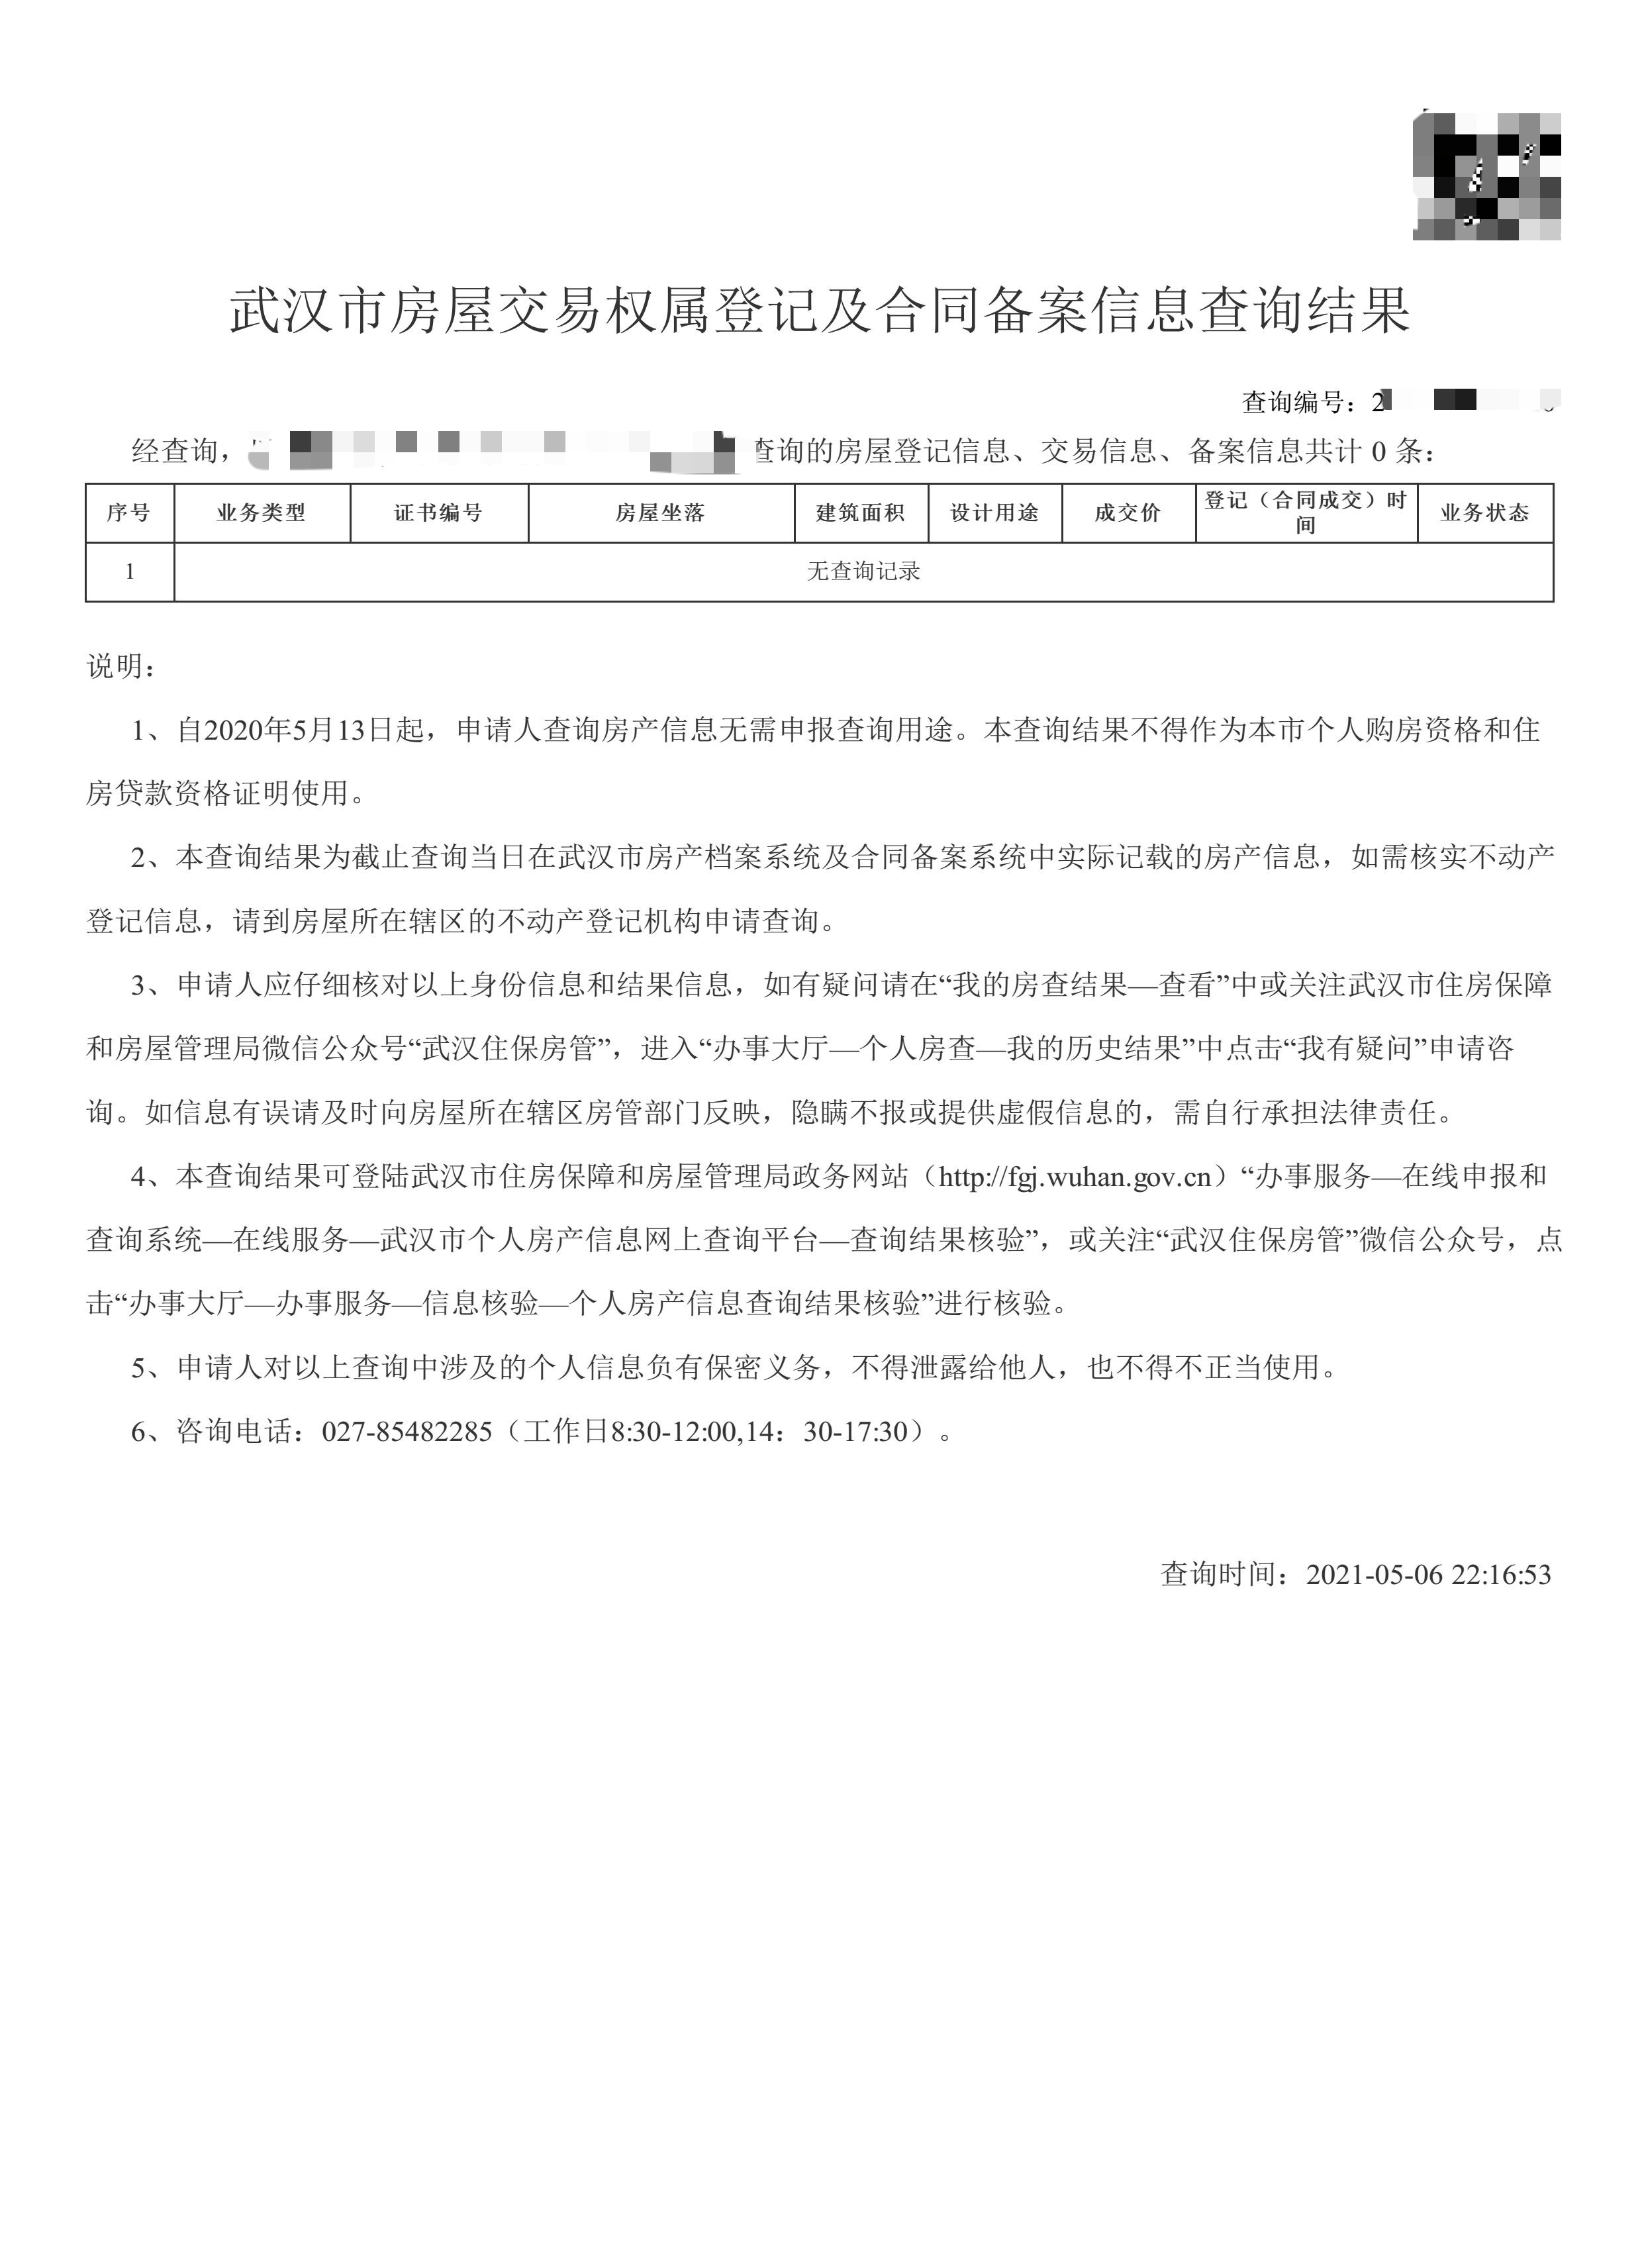 武汉市房屋交易权属登记及合同备案信息查询结果
查询编号：2
经查询，查询的房屋登记信息、交易信息、备案信息共计 0 条：
序号 业务类型 证书编号 房屋坐落 建筑面积 设计用途 成交价 登记（合同成交）时间 业务状态
1 无查询记录
说明：
1、自2020年5月13日起，申请人查询房产信息无需申报查询用途。本查询结果不得作为本市个人购房资格和住
房贷款资格证明使用。
2、本查询结果为截止查询当日在武汉市房产档案系统及合同备案系统中实际记载的房产信息，如需核实不动产
登记信息，请到房屋所在辖区的不动产登记机构申请查询。
3、申请人应仔细核对以上身份信息和结果信息，如有疑问请在“我的房查结果—查看”中或关注武汉市住房保障
和房屋管理局微信公众号“武汉住保房管”，进入“办事大厅—个人房查—我的历史结果”中点击“我有疑问”申请咨
询。如信息有误请及时向房屋所在辖区房管部门反映，隐瞒不报或提供虚假信息的，需自行承担法律责任。
4、本查询结果可登陆武汉市住房保障和房屋管理局政务网站（http://fgj.wuhan.gov.cn）“办事服务—在线申报和
查询系统—在线服务—武汉市个人房产信息网上查询平台—查询结果核验”，或关注“武汉住保房管”微信公众号，点
击“办事大厅—办事服务—信息核验—个人房产信息查询结果核验”进行核验。
5、申请人对以上查询中涉及的个人信息负有保密义务，不得泄露给他人，也不得不正当使用。
6、咨询电话：027-85482285（工作日8:30-12:00,14：30-17:30）。
查询时间：2021-05-06 22:16:53